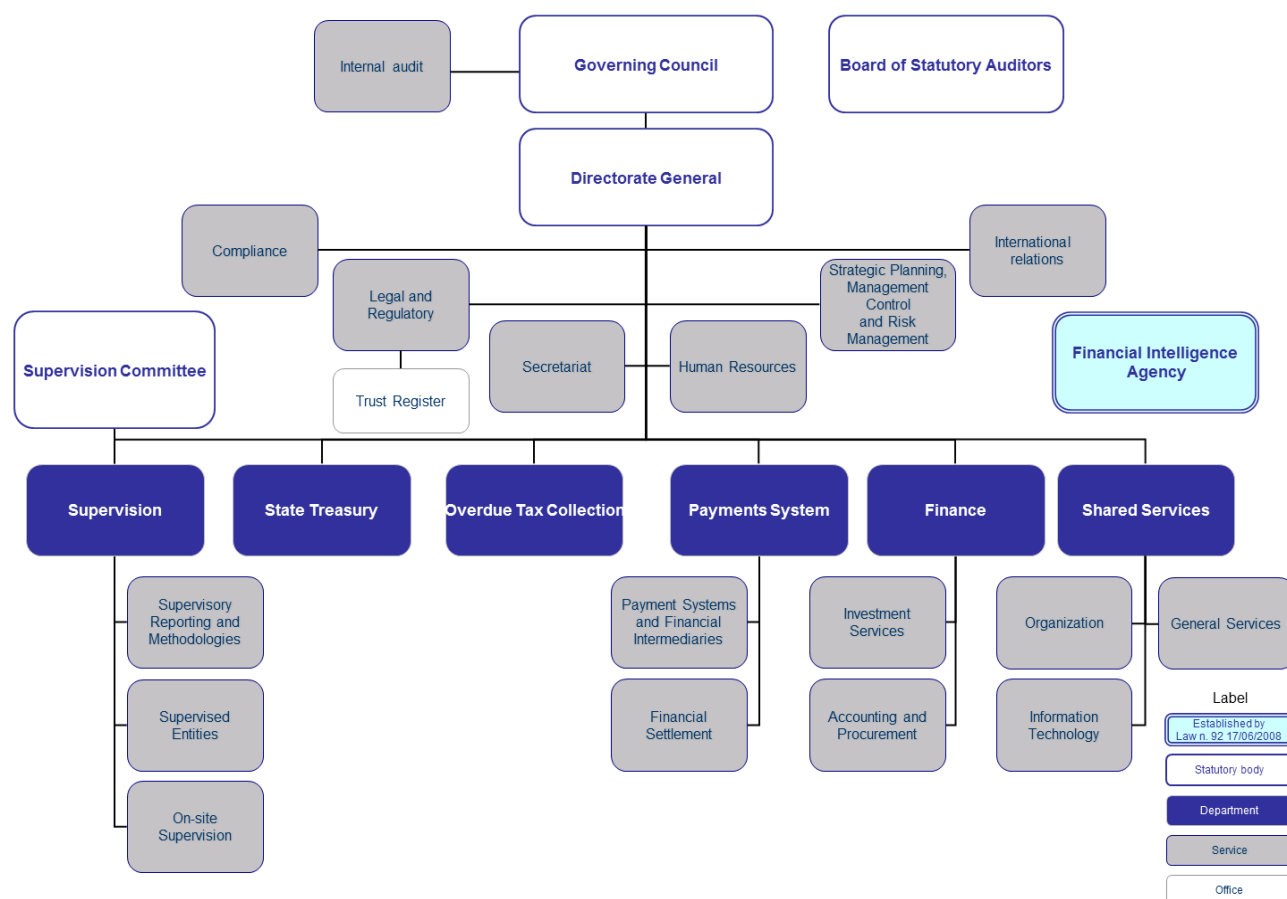 Internal audit
Governing Council
Board of Statutory Auditors
Directorate General
Compliance
International
relations
Legal and
Regulatory
Strategic Planning,
Management
Control
and Risk
Management
Supervision Committee
Secretariat
Human Resources
Financial Intelligence
Agency
Trust Register
Supervision
State Treasury
Overdue Tax Collection
Payments System
Finance
Shared Services
Supervisory
Reporting and
Methodologies
Payment Systems
and Financial
Intermediaries
Investment
Services
Organization
General Services
Supervised
Entities
Financial
Settlement
Accounting and
Procurement
Information
Technology
On-site
Supervision
Label
Established by
Law n. 92 17/06/2008
Statutory body
Department
Service
Office